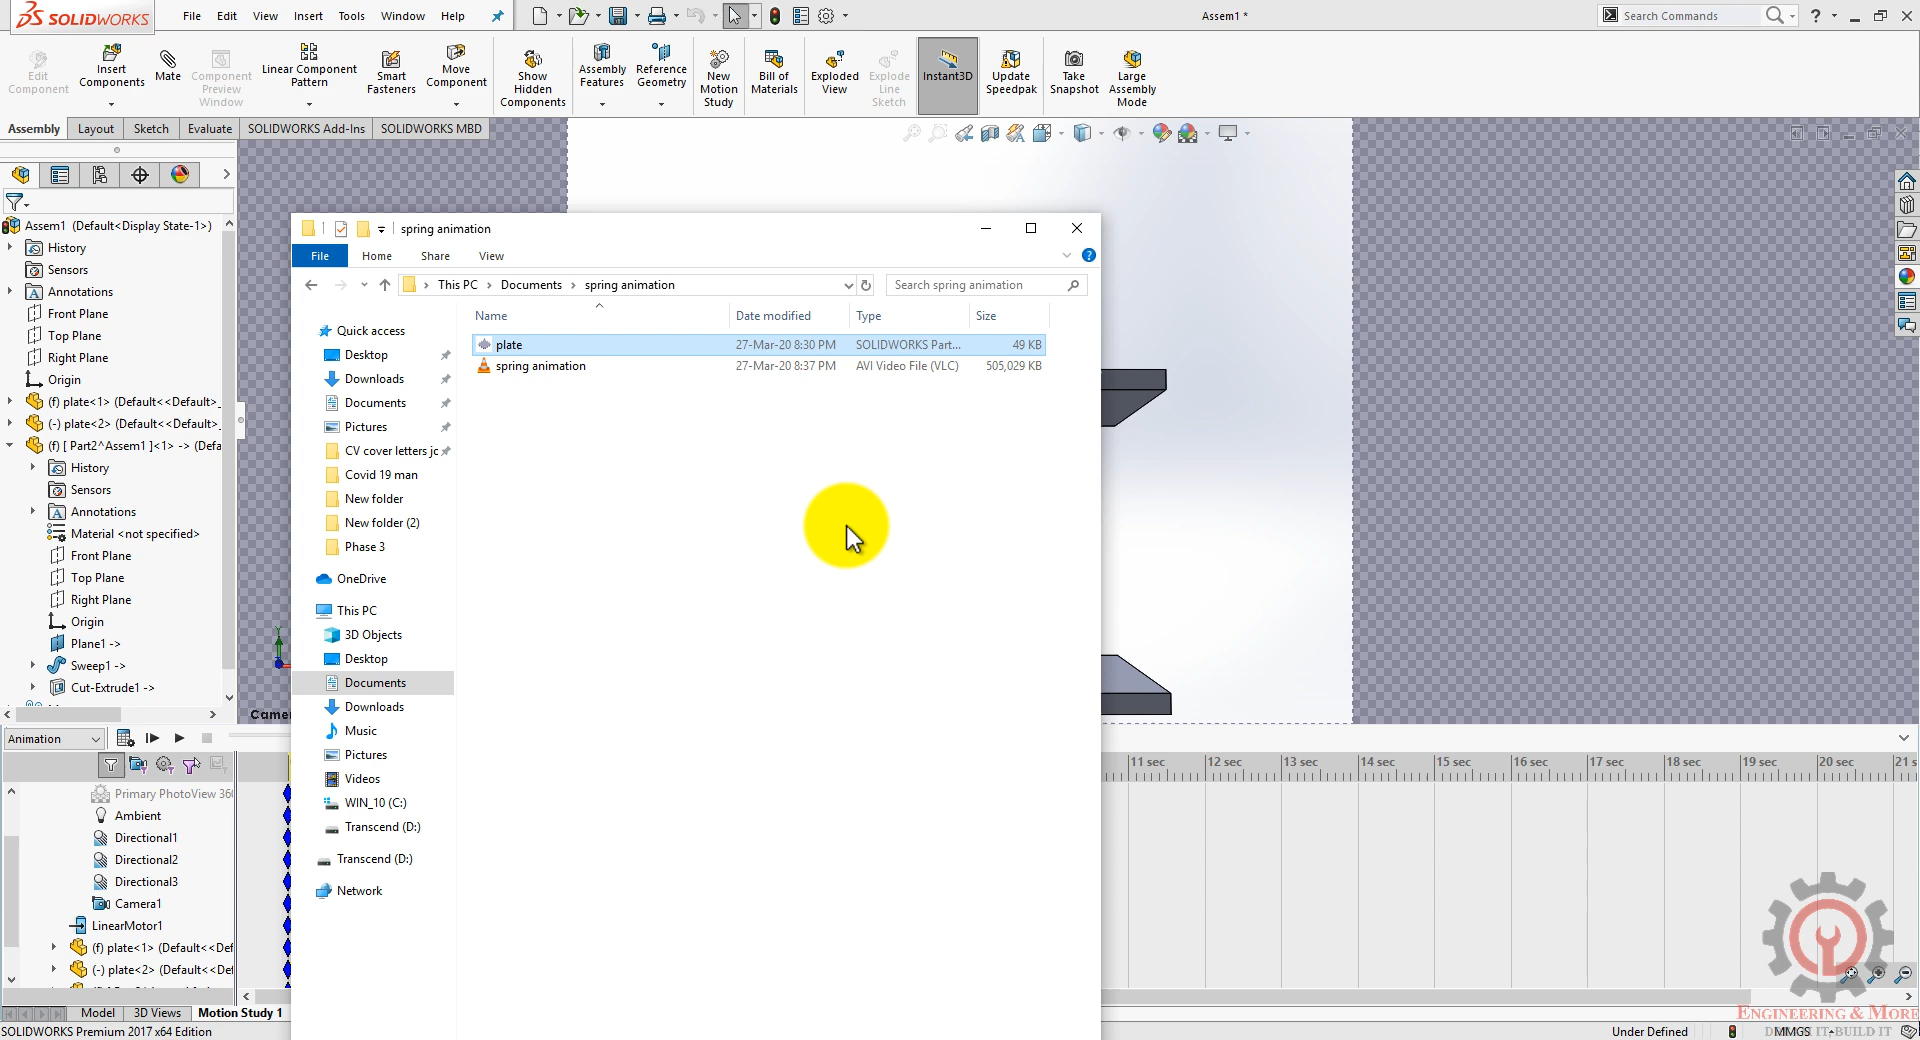 SOLIDWORKS
File Edit View Insert Tools Window Help
Assem1 *
Search Commands
Edit Component
Insert Components
Mate
Component Preview Window
Linear Component Pattern
Smart Fasteners
Move Component
Show Hidden Components
Assembly Features
Reference Geometry
New Motion Study
Bill of Materials
Exploded View
Explode Line Sketch
Instant3D
Update Speedpak
Take Snapshot
Large Assembly Mode
Assembly Layout Sketch Evaluate SOLIDWORKS Add-Ins SOLIDWORKS MBD
Assem1 (Default<Display State-1>)
History
Sensors
Annotations
Front Plane
Top Plane
Right Plane
Origin
(f) plate<1> (Default<<Default>_
(-) plate<2> (Default<<Default>_
(f) [ Part2^Assem1 ]<1> -> (Defa
History
Sensors
Annotations
Material <not specified>
Front Plane
Top Plane
Right Plane
Origin
Plane1 ->
Sweep1 ->
Cut-Extrude1 ->
Y
Came
spring animation
File Home Share View
This PC > Documents > spring animation
Search spring animation
Name Date modified Type Size
plate 27-Mar-20 8:30 PM SOLIDWORKS Part... 49 KB
spring animation 27-Mar-20 8:37 PM AVI Video File (VLC) 505,029 KB
Quick access
Desktop
Downloads
Documents
Pictures
CV cover letters jc
Covid 19 man
New folder
New folder (2)
Phase 3
OneDrive
This PC
3D Objects
Desktop
Documents
Downloads
Music
Pictures
Videos
WIN_10 (C:)
Transcend (D:)
Transcend (D:)
Network
Animation
11 sec 12 sec 13 sec 14 sec 15 sec 16 sec 17 sec 18 sec 19 sec 20 sec 21 s
Primary PhotoView 36
Ambient
Directional1
Directional2
Directional3
Camera1
LinearMotor1
(f) plate<1> (Default<<Def
(-) plate<2> (Default<<Def
Model 3D Views Motion Study 1
SOLIDWORKS Premium 2017 x64 Edition
Under Defined
MMGS
ENGINEERING & MORE
IT-BUILD IT